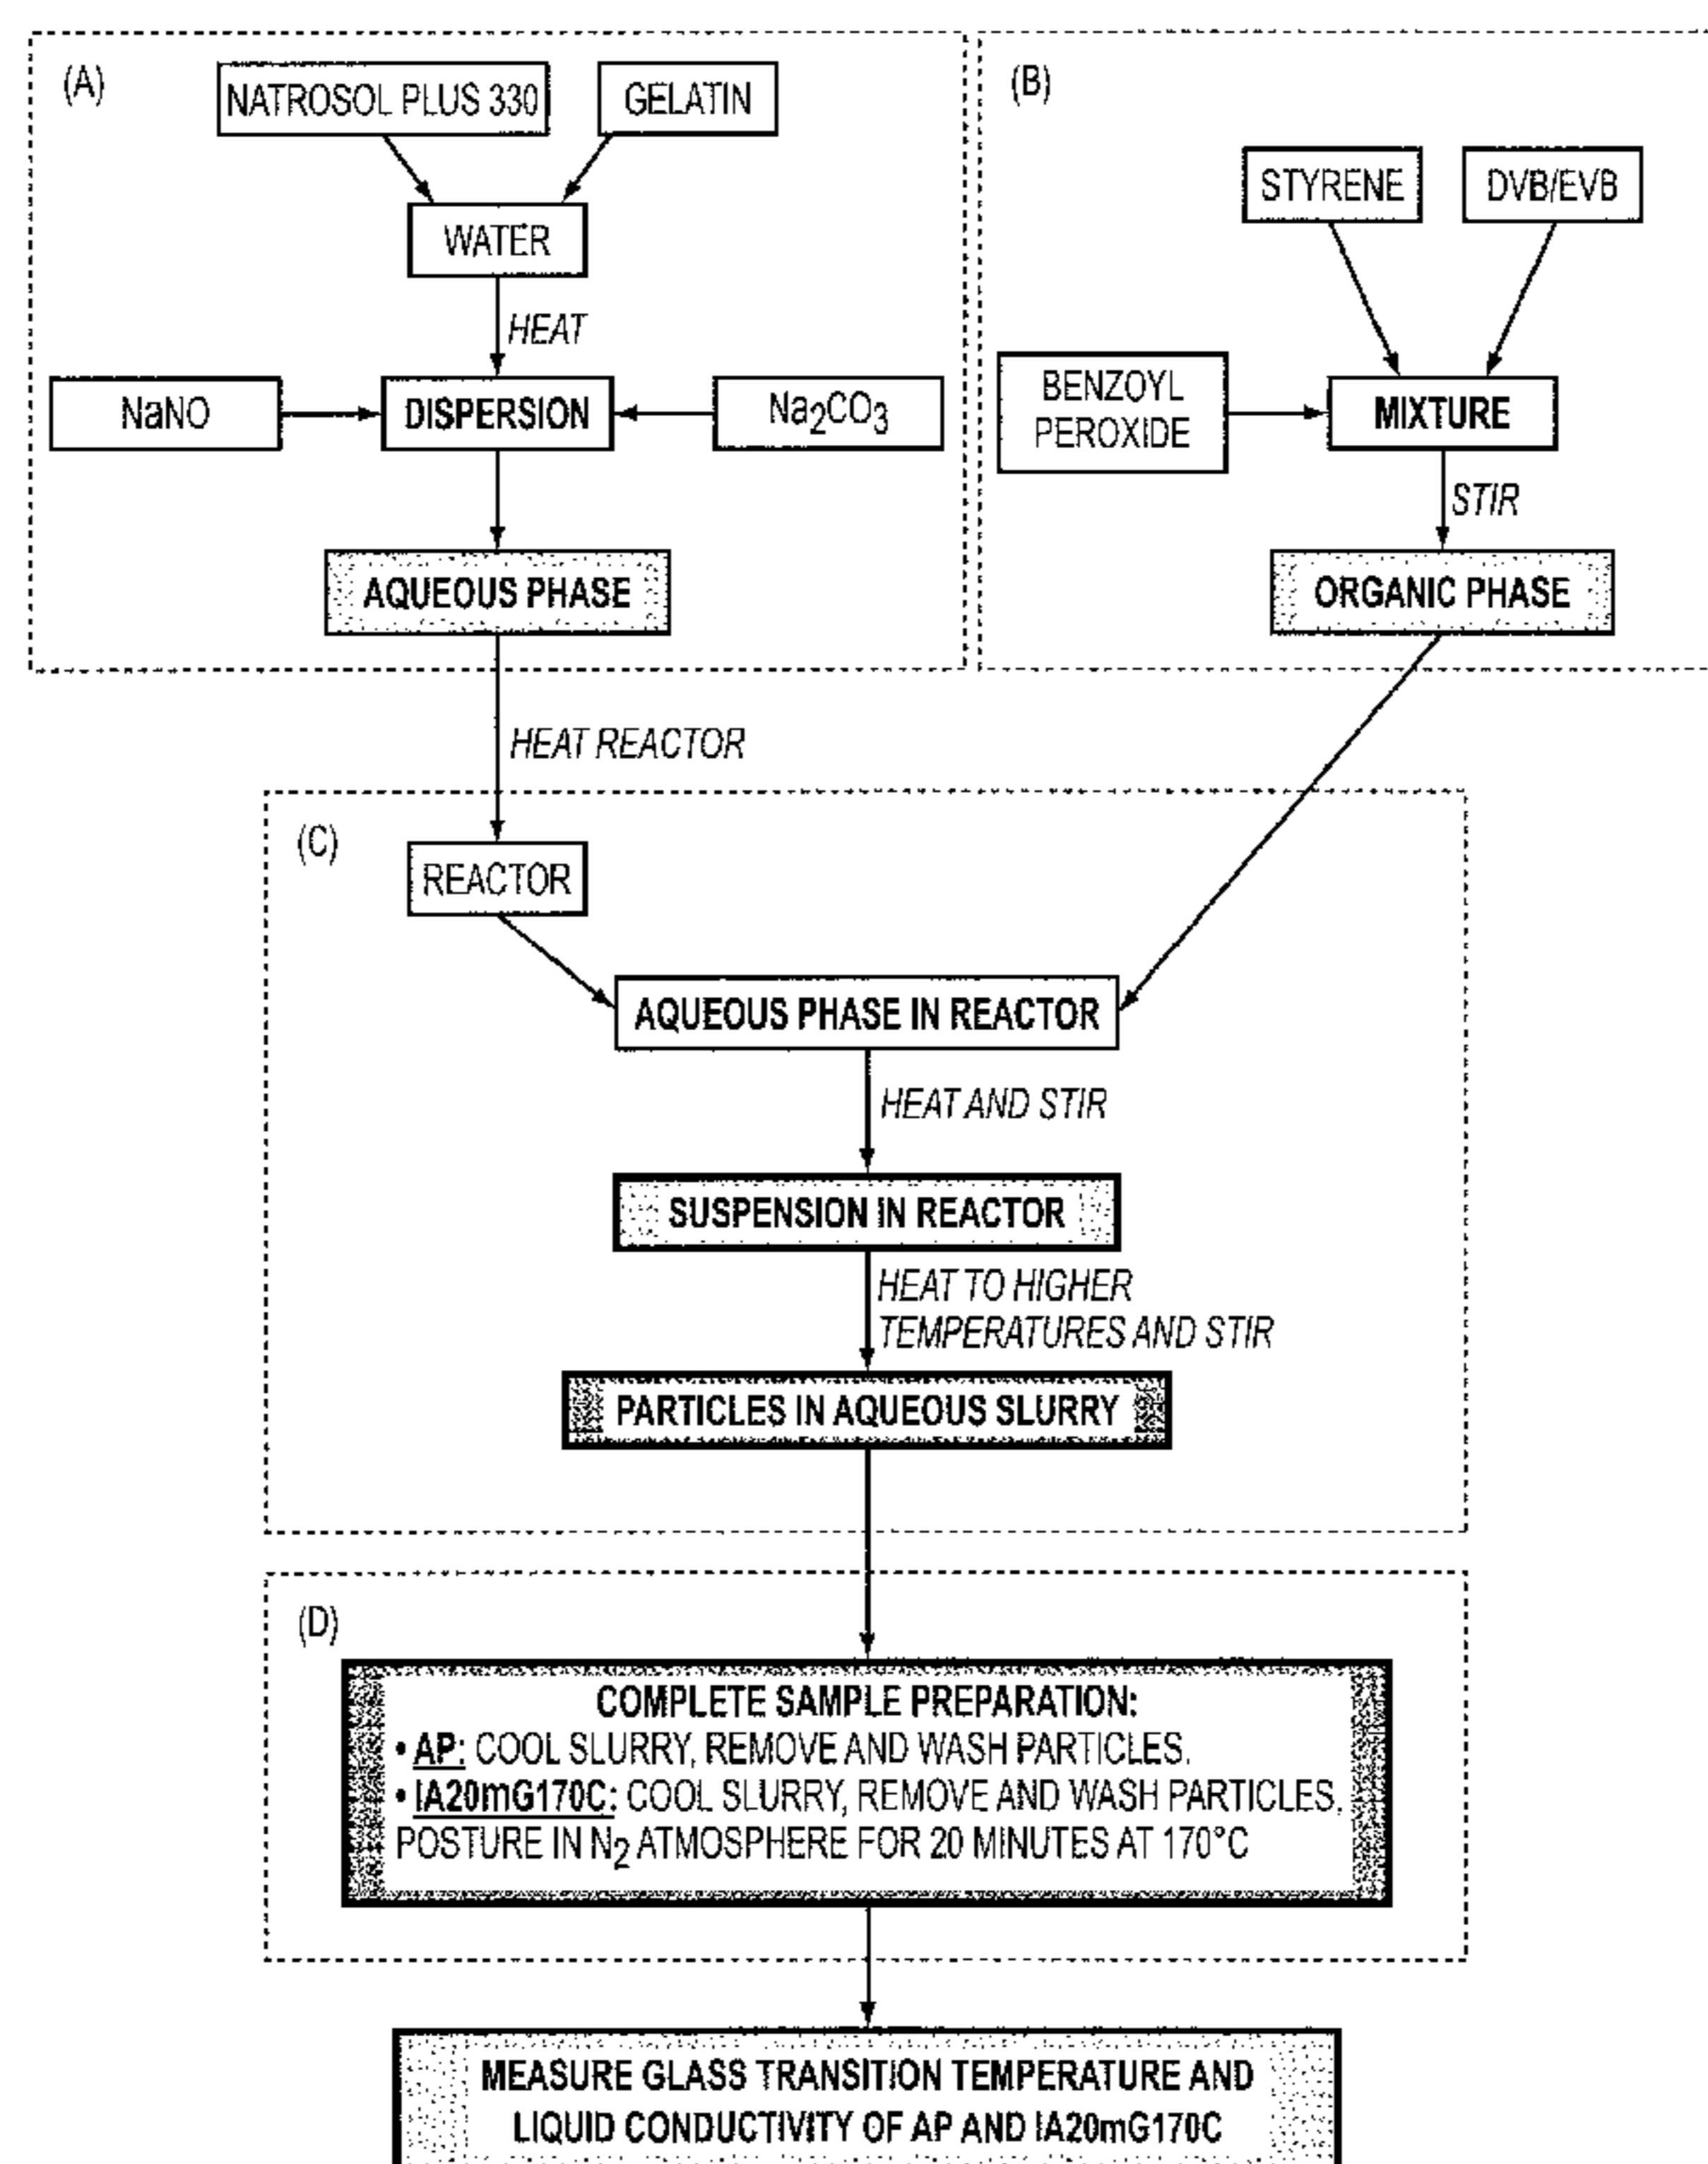 (A)
NATROSOL PLUS 330
GELATIN
WATER
HEAT
NaNO
DISPERSION
Na2CO3
AQUEOUS PHASE
(B)
STYRENE
DVB/EVB
BENZOYL
PEROXIDE
MIXTURE
STIR
ORGANIC PHASE
HEAT REACTOR
(C)
REACTOR
AQUEOUS PHASE IN REACTOR
HEAT AND STIR
SUSPENSION IN REACTOR
HEAT TO HIGHER
TEMPERATURES AND STIR
PARTICLES IN AQUEOUS SLURRY
(D)
COMPLETE SAMPLE PREPARATION:
• AP: COOL SLURRY, REMOVE AND WASH PARTICLES.
• IA20mG170C: COOL SLURRY, REMOVE AND WASH PARTICLES.
POSTURE IN N2 ATMOSPHERE FOR 20 MINUTES AT 170°C
MEASURE GLASS TRANSITION TEMPERATURE AND
LIQUID CONDUCTIVITY OF AP AND IA20mG170C